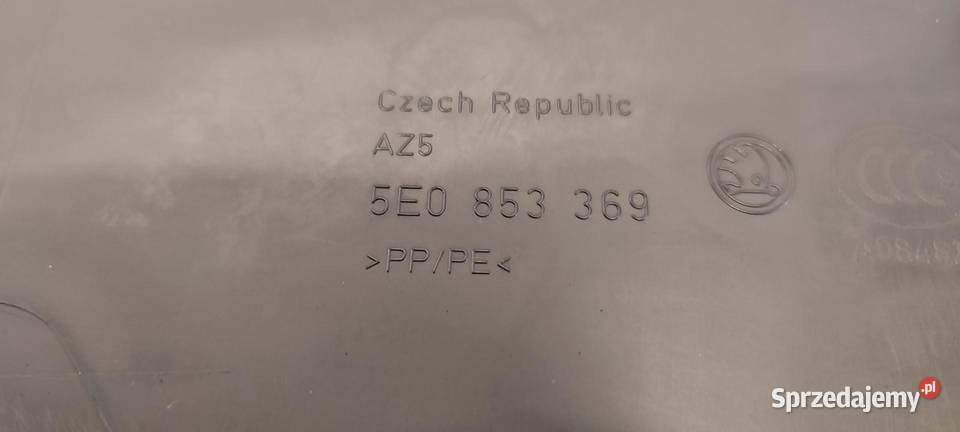 Czech Republic
AZ5
5E0 853 369
>PP/PE<
Sprzedajemy.pl